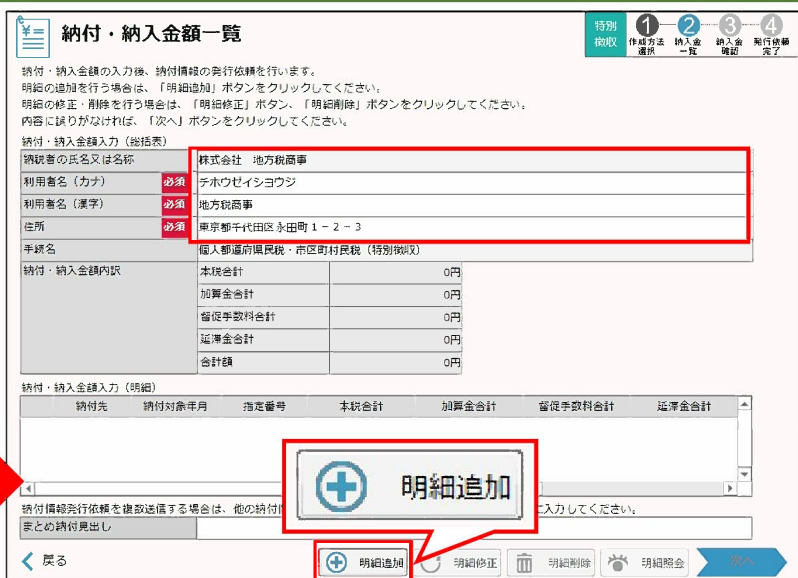 納付・納入金額一覧
特別徴収
1 2 3 4
作成方法選択 納入金一覧 納入金確認 発行依頼完了
納付・納入金額の入力後、納付情報の発行依頼を行います。
明細の追加を行う場合は、「明細追加」ボタンをクリックしてください。
明細の修正・削除を行う場合は、「明細修正」ボタン、「明細削除」ボタンをクリックしてください。
内容に誤りがなければ、「次へ」ボタンをクリックしてください。
納付・納入金額入力（総括表）
納税者の氏名又は名称 株式会社 地方税商事
利用者名（カナ） 必須 チホウゼイショウジ
利用者名（漢字） 必須 地方税商事
住所 必須 東京都千代田区永田町１－２－３
手続名 個人都道府県民税・市区町村民税（特別徴収）
納付・納入金額内訳 本税合計 0円
加算金合計 0円
督促手数料合計 0円
延滞金合計 0円
合計額 0円
納付・納入金額入力（明細）
納付先 納付対象年月 指定番号 本税合計 加算金合計 督促手数料合計 延滞金合計
明細追加
納付情報発行依頼を複数送信する場合は、他の納付 に入力してください。
まとめ納付見出し
戻る 明細追加 明細修正 明細削除 明細照会 次へ